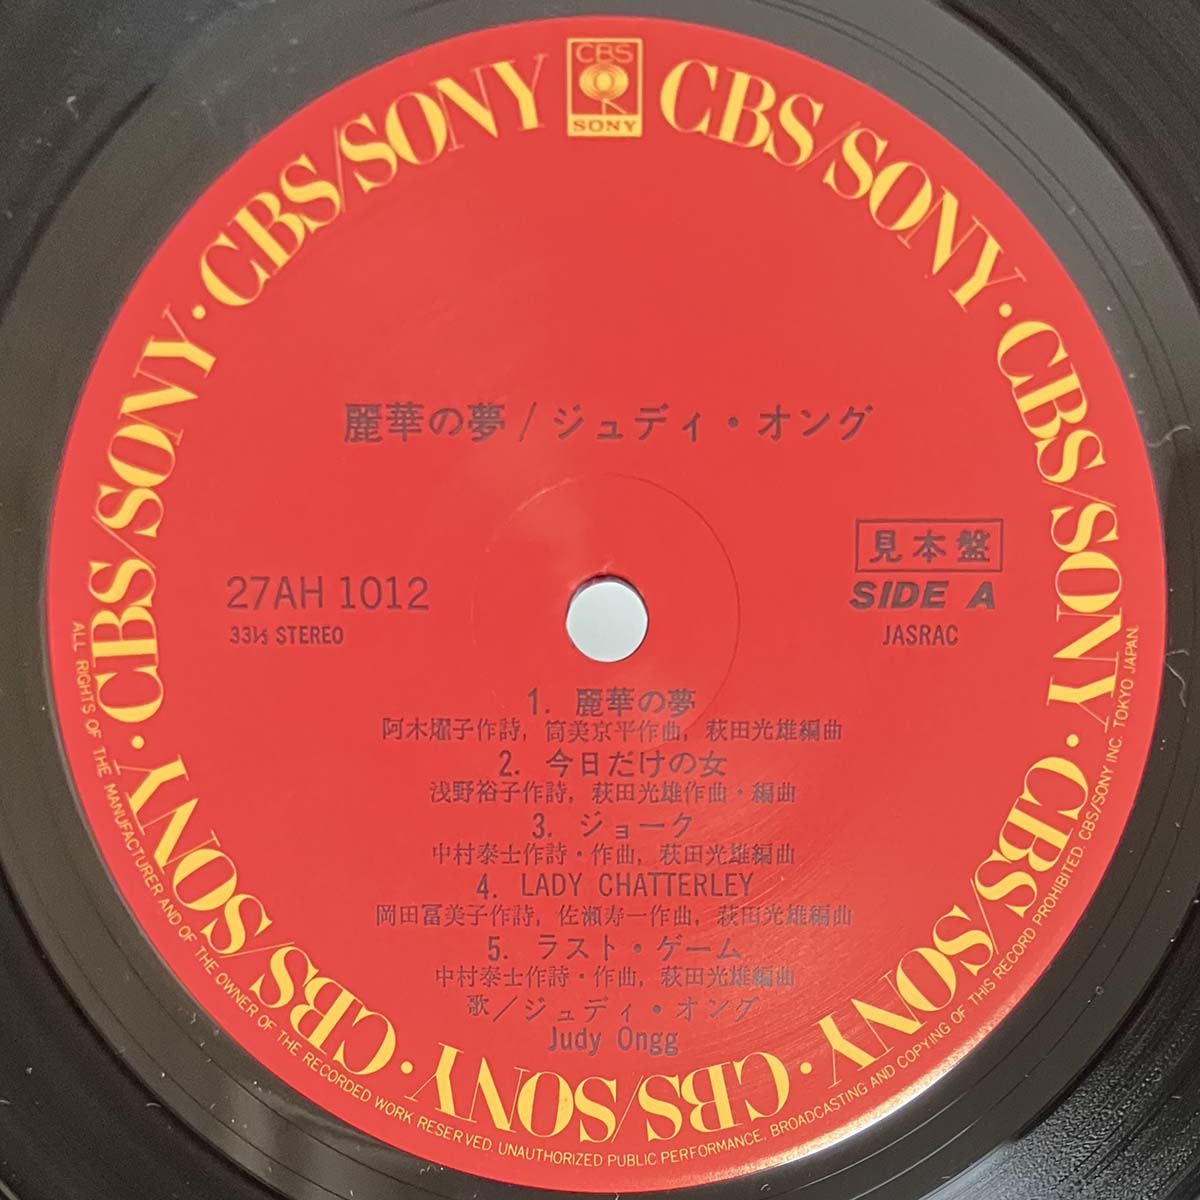 CBS
SONY
CBS/SONY · CBS/SONY · CBS/SONY · CBS/SONY · CBS/SONY · CBS/SONY · CBS/SONY · CBS/SONY
麗華の夢 / ジュディ・オング
見本盤
27AH 1012
SIDE A
33⅓ STEREO
JASRAC
1. 麗華の夢
阿木燿子作詩, 筒美京平作曲, 萩田光雄編曲
2. 今日だけの女
浅野裕子作詩, 萩田光雄作曲・編曲
3. ジョーク
中村泰士作詩・作曲, 萩田光雄編曲
4. LADY CHATTERLEY
岡田冨美子作詩, 佐瀬寿一作曲, 萩田光雄編曲
5. ラスト・ゲーム
中村泰士作詩・作曲, 萩田光雄編曲
歌/ジュディ・オング
Judy Ongg
ALL RIGHTS OF THE MANUFACTURER AND OF THE OWNER OF THE RECORDED WORK RESERVED. UNAUTHORIZED PUBLIC PERFORMANCE, BROADCASTING AND COPYING OF THIS RECORD PROHIBITED. CBS/SONY INC. TOKYO JAPAN.